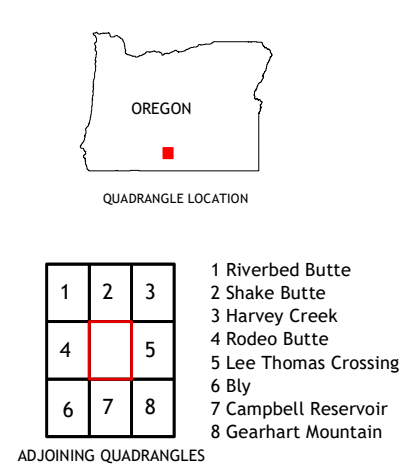 OREGON
QUADRANGLE LOCATION
1 2 3
4 5
6 7 8
ADJOINING QUADRANGLES
1 Riverbed Butte
2 Shake Butte
3 Harvey Creek
4 Rodeo Butte
5 Lee Thomas Crossing
6 Bly
7 Campbell Reservoir
8 Gearhart Mountain